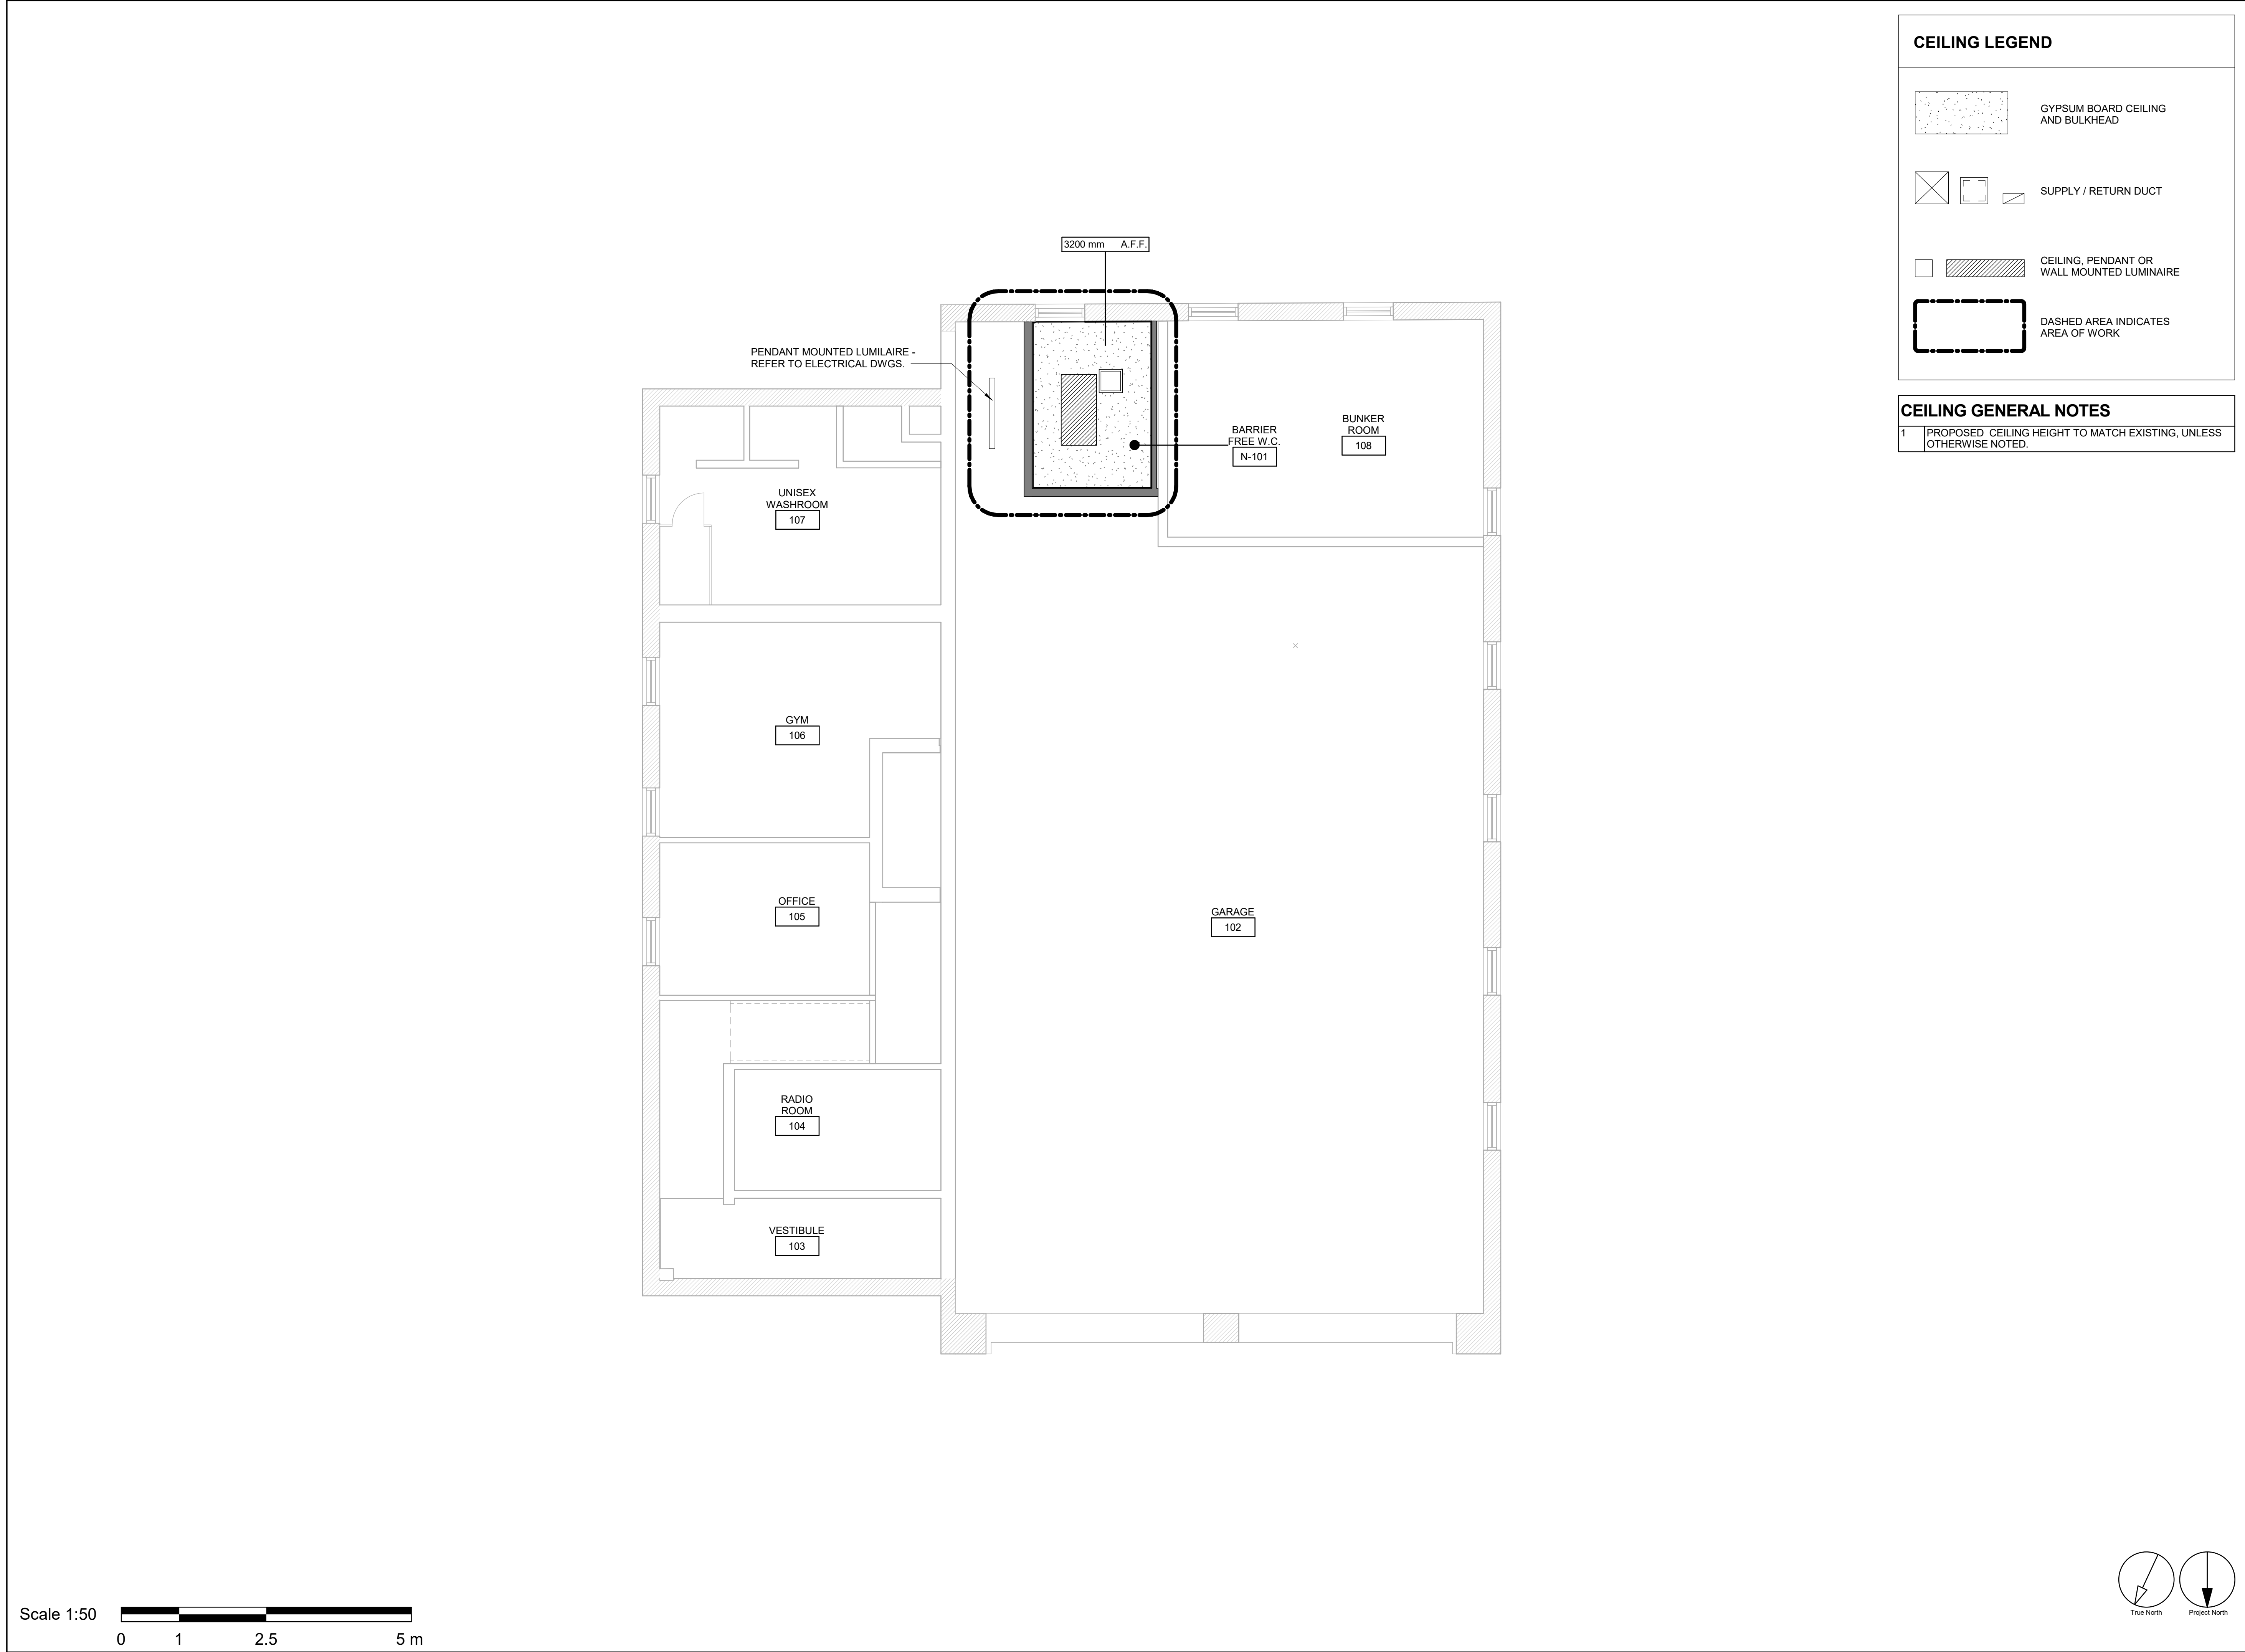 CEILING LEGEND
GYPSUM BOARD CEILING
AND BULKHEAD
SUPPLY / RETURN DUCT
CEILING, PENDANT OR
WALL MOUNTED LUMINAIRE
DASHED AREA INDICATES
AREA OF WORK
CEILING GENERAL NOTES
1 PROPOSED CEILING HEIGHT TO MATCH EXISTING, UNLESS
OTHERWISE NOTED.
3200 mm A.F.F.
PENDANT MOUNTED LUMILAIRE -
REFER TO ELECTRICAL DWGS.
BARRIER
FREE W.C.
N-101
BUNKER
ROOM
108
UNISEX
WASHROOM
107
GYM
106
OFFICE
105
GARAGE
102
RADIO
ROOM
104
VESTIBULE
103
Scale 1:50
0 1 2.5 5 m
True North
Project North